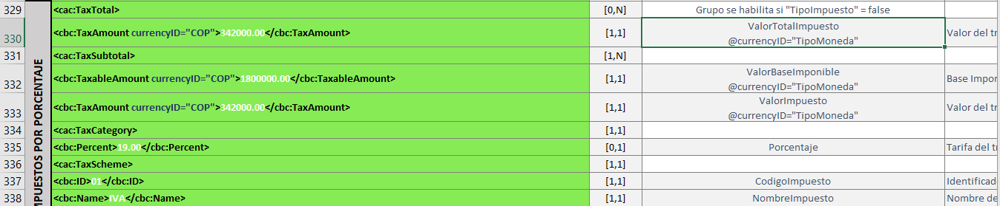 329 <cac:TaxTotal> [0,N] Grupo se habilita si "TipoImpuesto" = false
330 <cbc:TaxAmount currencyID="COP">342000.00</cbc:TaxAmount> [1,1] ValorTotalImpuesto
@currencyID="TipoMoneda" Valor del tr
331 <cac:TaxSubtotal> [1,N]
332 <cbc:TaxableAmount currencyID="COP">1800000.00</cbc:TaxableAmount> [1,1] ValorBaseImponible
@currencyID="TipoMoneda" Base Impon
333 <cbc:TaxAmount currencyID="COP">342000.00</cbc:TaxAmount> [1,1] ValorImpuesto
@currencyID="TipoMoneda" Valor del tr
334 <cac:TaxCategory> [1,1]
335 <cbc:Percent>19.00</cbc:Percent> [0,1] Porcentaje Tarifa del tr
336 <cac:TaxScheme> [1,1]
337 <cbc:ID>01</cbc:ID> [1,1] CodigoImpuesto Identificad
338 <cbc:Name>IVA</cbc:Name> [1,1] NombreImpuesto Nombre de
MPUESTOS POR PORCENTAJE